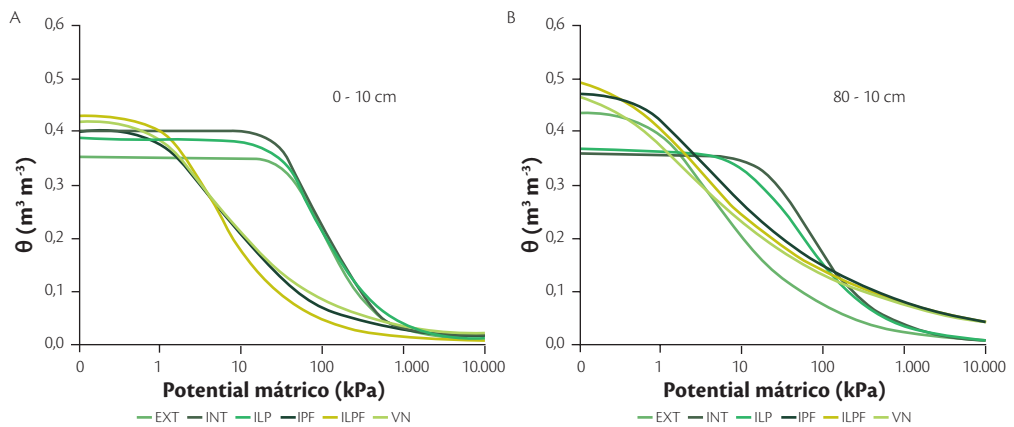 A
0,6
0,5
0,4
0,3
0,2
0,1
0,0
θ (m³ m⁻³)
0 - 10 cm
0 1 10 100 1.000 10.000
Potential mátrico (kPa)
EXT INT ILP IPF ILPF VN
B
0,6
0,5
0,4
0,3
0,2
0,1
0,0
θ (m³ m⁻³)
80 - 10 cm
0 1 10 100 1.000 10.000
Potential mátrico (kPa)
EXT INT ILP IPF ILPF VN